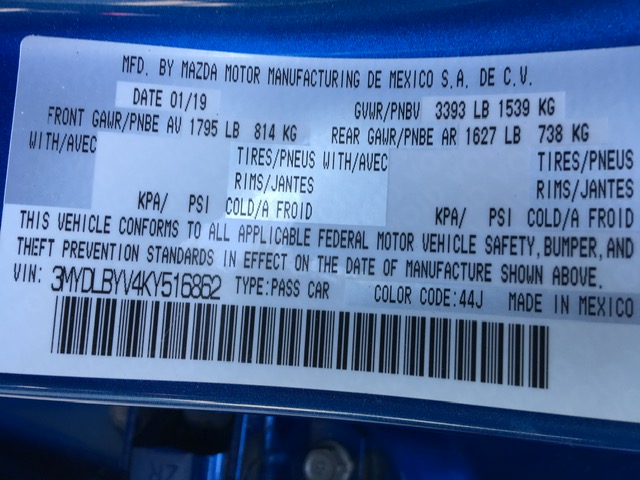 MFD. BY MAZDA MOTOR MANUFACTURING DE MEXICO S.A. DE C.V.
DATE 01/19 GVWR/PNBV 3393 LB 1539 KG
FRONT GAWR/PNBE AV 1795 LB 814 KG REAR GAWR/PNBE AR 1627 LB 738 KG
WITH/AVEC TIRES/PNEUS WITH/AVEC TIRES/PNEUS
RIMS/JANTES RIMS/JANTES
KPA/ PSI COLD/A FROID KPA/ PSI COLD/A FROID
THIS VEHICLE CONFORMS TO ALL APPLICABLE FEDERAL MOTOR VEHICLE SAFETY, BUMPER, AND
THEFT PREVENTION STANDARDS IN EFFECT ON THE DATE OF MANUFACTURE SHOWN ABOVE.
VIN: 3MYDLBYV4KY516862 TYPE:PASS CAR COLOR CODE:44J MADE IN MEXICO